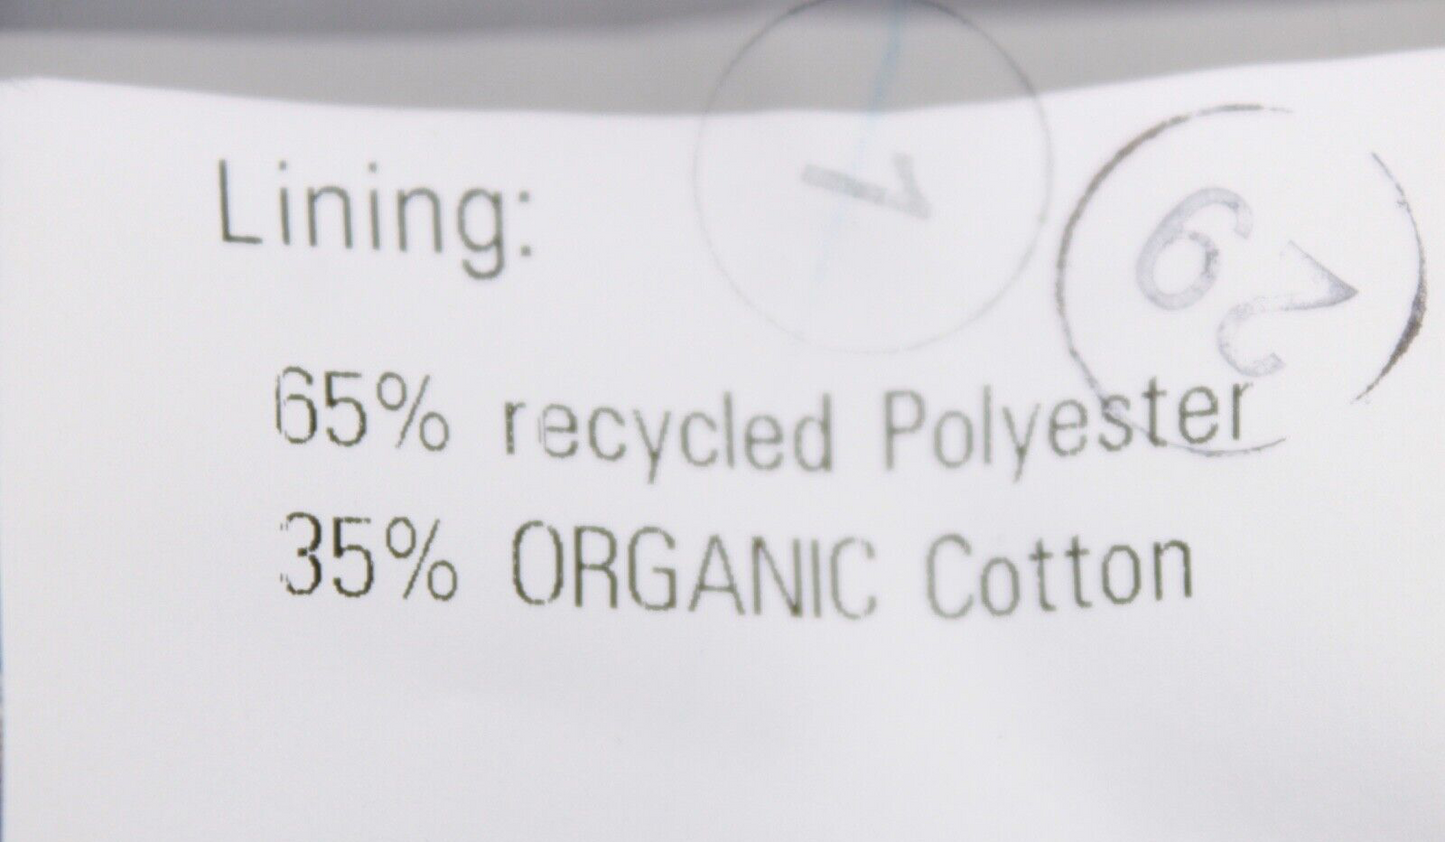 Lining:
65% recycled Polyester
35% ORGANIC Cotton